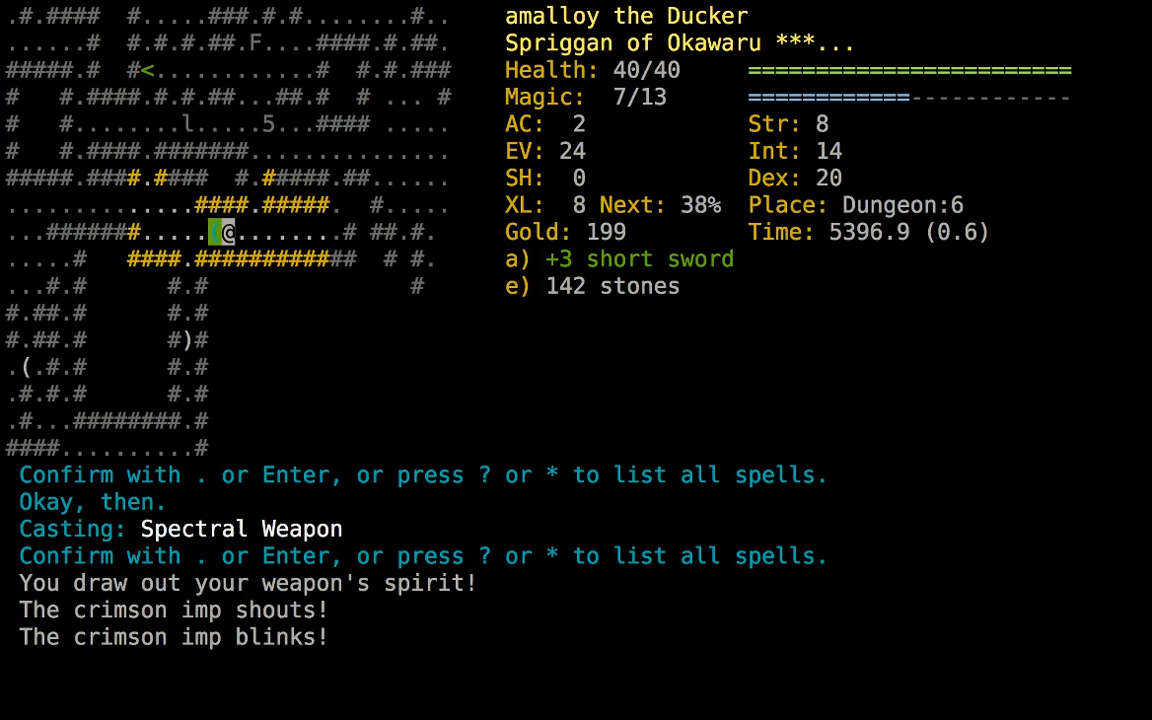 .#.####  #.....###.#.#........#..  amalloy the Ducker
......#  #.#.#.##.F....####.#.##.  Spriggan of Okawaru ***...
#####.#  #<............#  #.#.###  Health: 40/40  ========================
#   #.####.#.#.##...##.#  # ... #  Magic:  7/13   ============------------
#   #........l.....5...#### .....  AC:  2         Str: 8
#   #.####.#######...............  EV: 24         Int: 14
#####.####.####  #.#####.##......  SH:  0         Dex: 20
..............####.#####.  #.....  XL:  8 Next: 38% Place: Dungeon:6
...#######.....(@........# ##.#.  Gold: 199      Time: 5396.9 (0.6)
.....#   ####.############  # #.  a) +3 short sword
...#.#      #.#               #  e) 142 stones
#.##.#      #.#
#.##.#      #)#
.(.#.#      #.#
.#.#.#      #.#
.#...########.#
####..........#
Confirm with . or Enter, or press ? or * to list all spells.
Okay, then.
Casting: Spectral Weapon
Confirm with . or Enter, or press ? or * to list all spells.
You draw out your weapon's spirit!
The crimson imp shouts!
The crimson imp blinks!